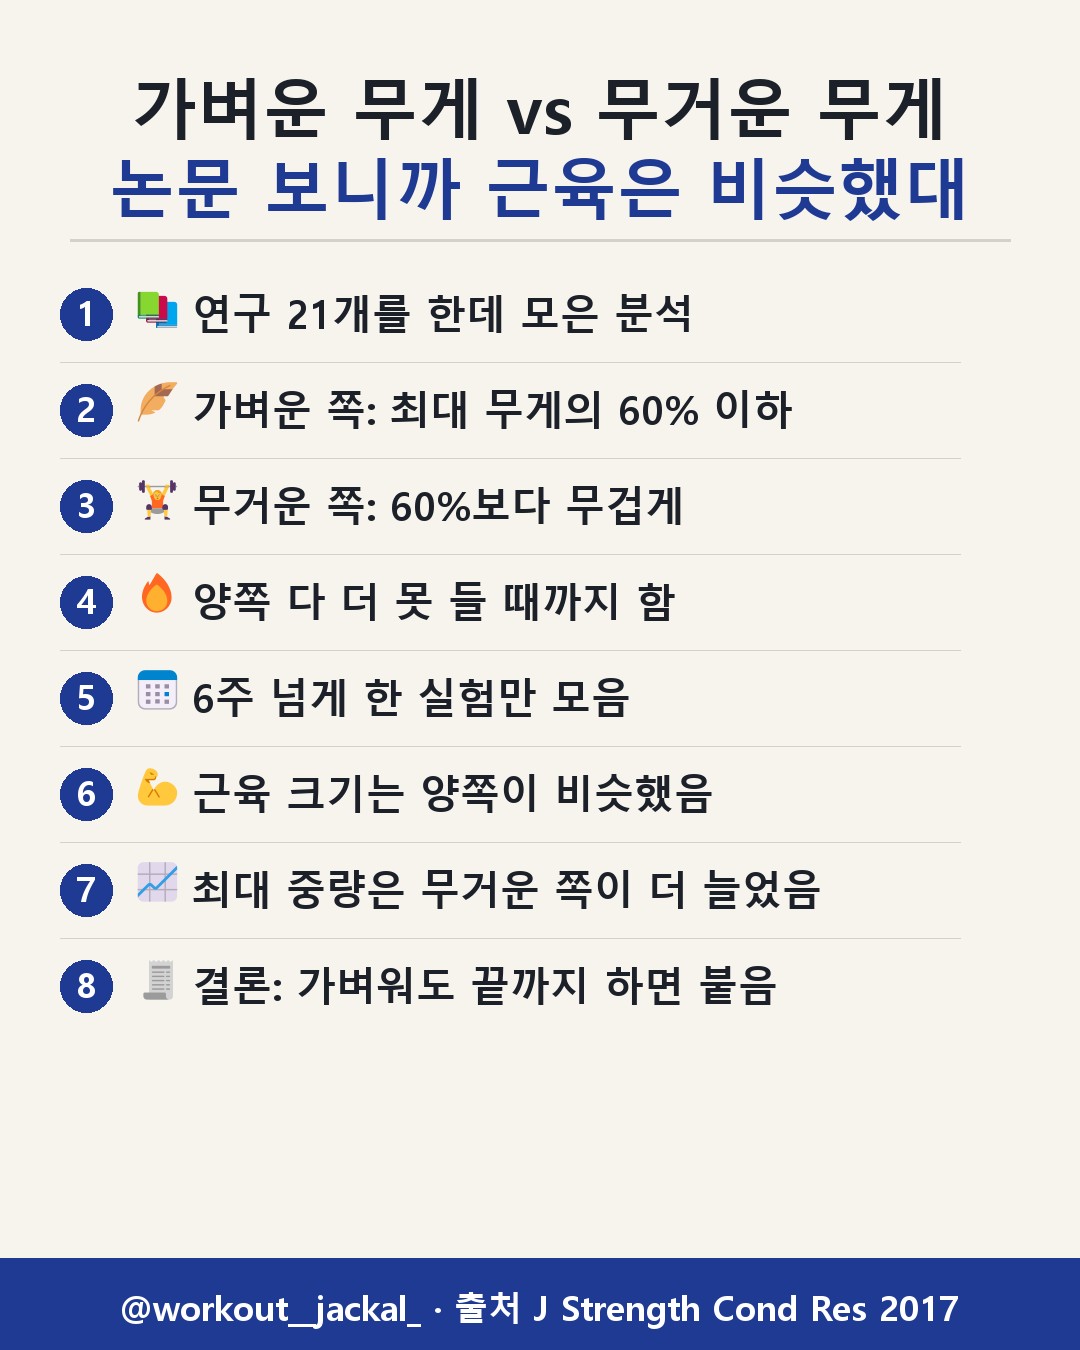 가벼운 무게 vs 무거운 무게
논문 보니까 근육은 비슷했대
1 연구 21개를 한데 모은 분석
2 가벼운 쪽: 최대 무게의 60% 이하
3 무거운 쪽: 60%보다 무겁게
4 양쪽 다 더 못 들 때까지 함
5 6주 넘게 한 실험만 모음
6 근육 크기는 양쪽이 비슷했음
7 최대 중량은 무거운 쪽이 더 늘었음
8 결론: 가벼워도 끝까지 하면 붙음
@workout__jackal_ · 출처 J Strength Cond Res 2017